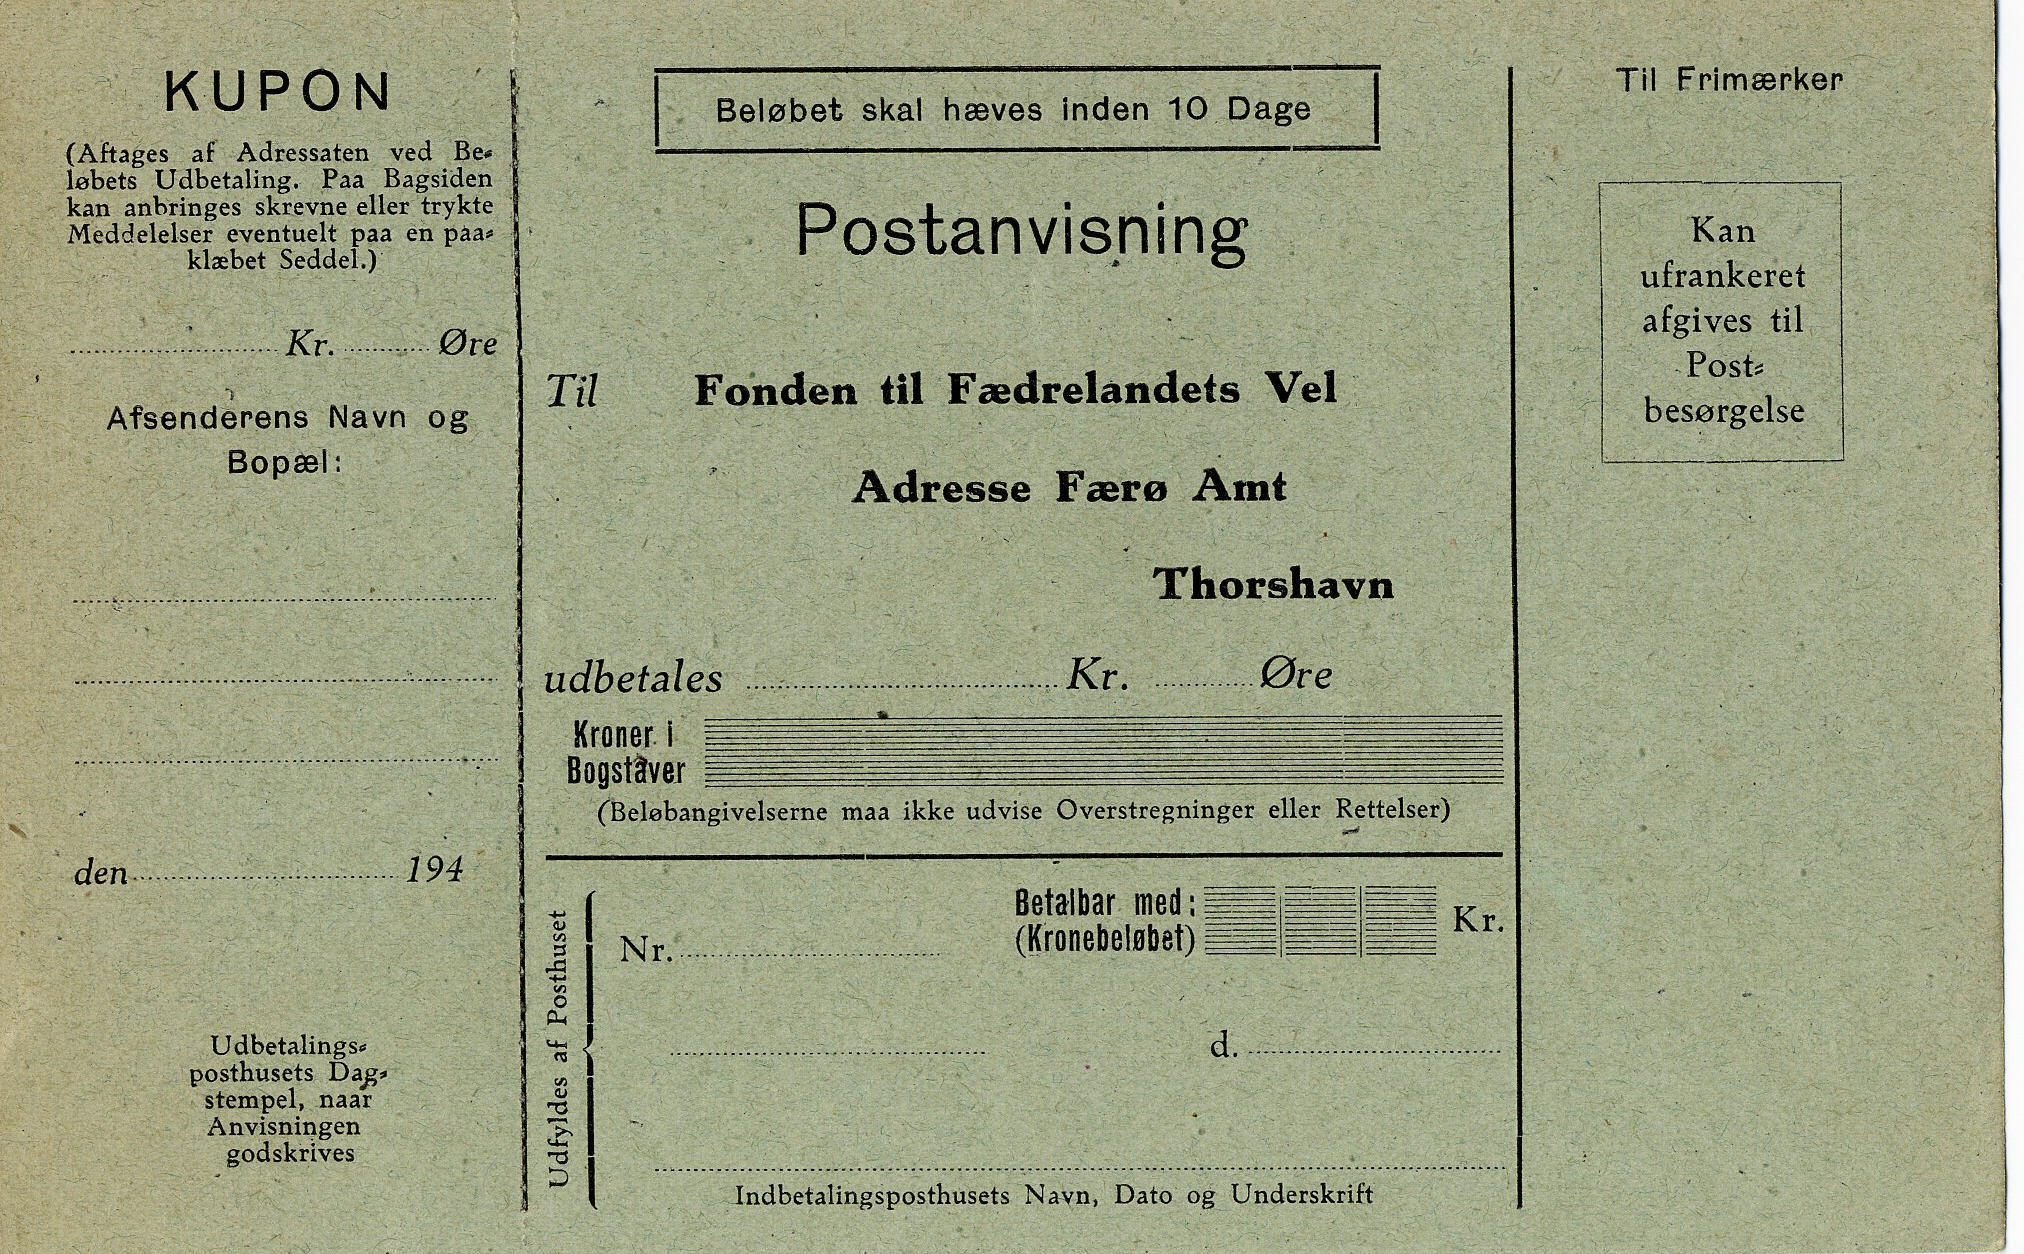 KUPON
(Aftages af Adressaten ved Be-
løbets Udbetaling. Paa Bagsiden
kan anbringes skrevne eller trykte
Meddelelser eventuelt paa en paa-
klæbet Seddel.)
Kr. Øre
Afsenderens Navn og
Bopæl:
den 194
Udbetalings-
posthusets Dag-
stempel, naar
Anvisningen
godskrives
Beløbet skal hæves inden 10 Dage
Postanvisning
Til Fonden til Fædrelandets Vel
Adresse Færø Amt
Thorshavn
udbetales Kr. Øre
Kroner i
Bogstaver
(Beløbangivelserne maa ikke udvise Overstregninger eller Rettelser)
Udfyldes af Posthuset
Nr.
Betalbar med:
(Kronebeløbet)
Kr.
d.
Indbetalingsposthusets Navn, Dato og Underskrift
Til Frimærker
Kan
ufrankeret
afgives til
Post-
besørgelse